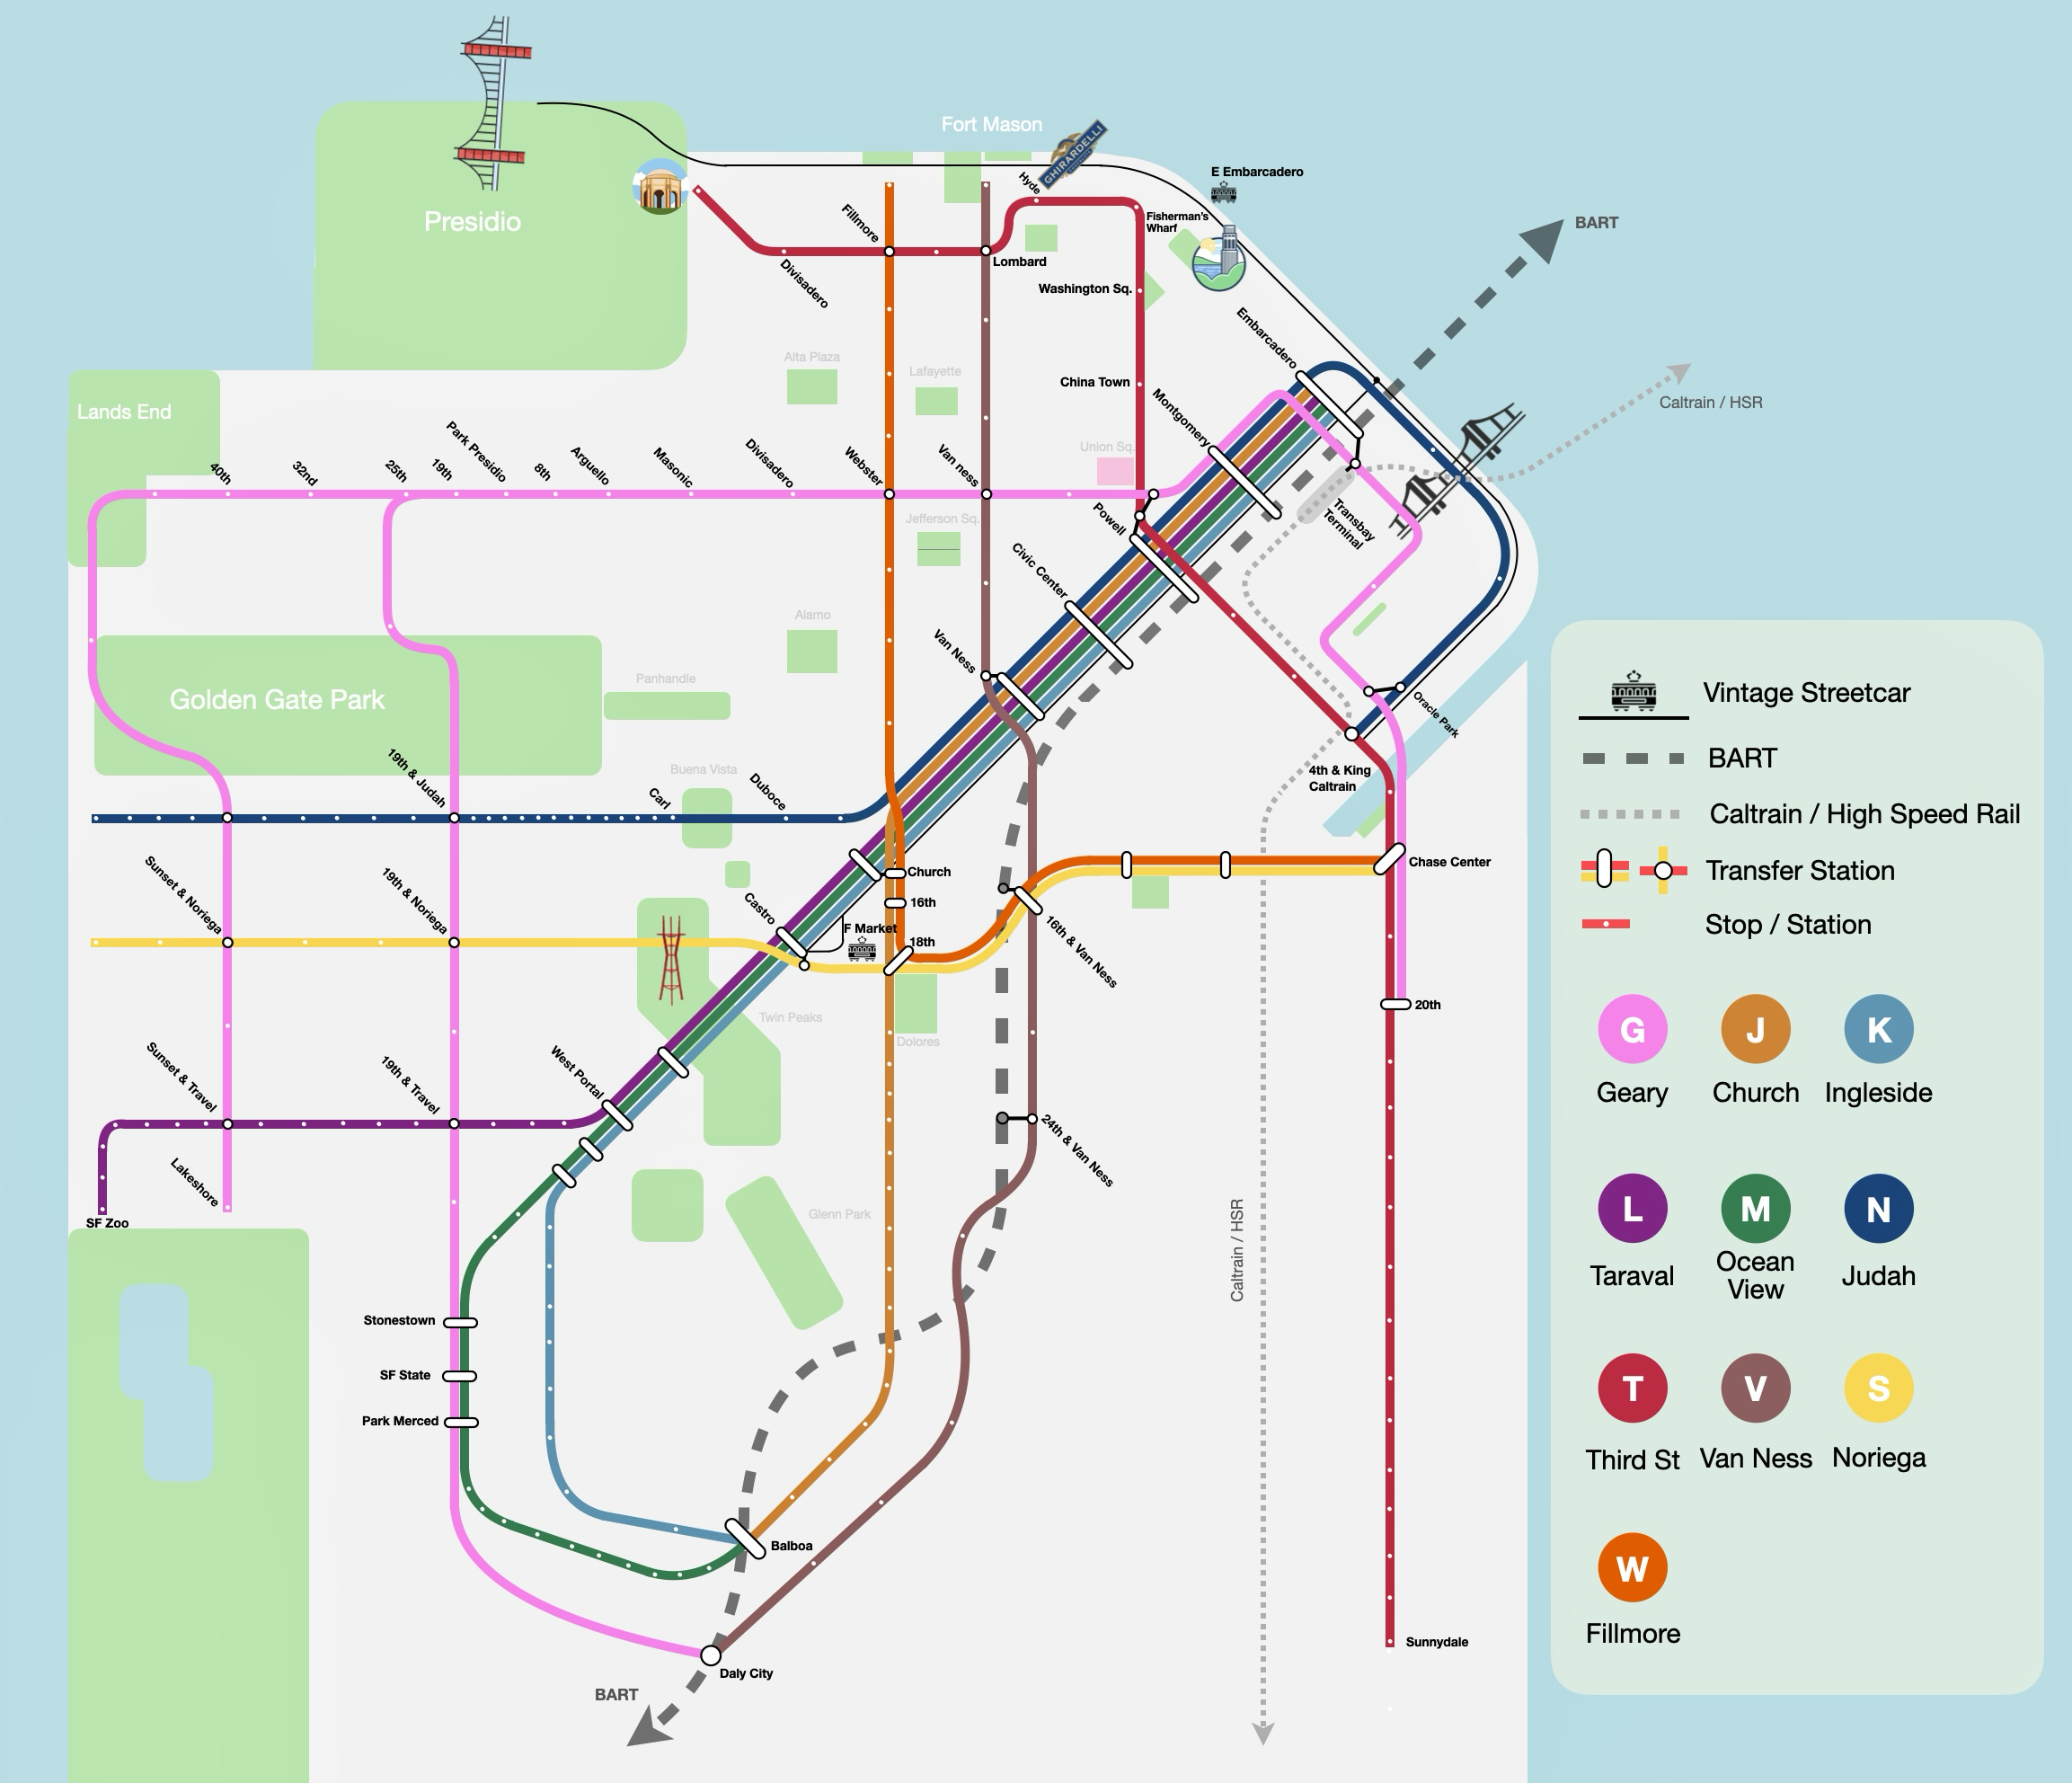 Fort Mason
GHIRARDELLI
E Embarcadero
Hyde
Presidio
Fillmore
Fisherman's
Wharf
BART
Lombard
Divisadero
Washington Sq.
Embarcadero
Alta Plaza
Lafayette
China Town
Lands End
Caltrain / HSR
Montgomery
Union Sq.
40th
32nd
25th
19th
Park Presidio
8th
Arguello
Masonic
Divisadero
Webster
Van ness
Powell
Jefferson Sq.
Transbay
Terminal
Civic Center
Alamo
Van Ness
Panhandle
Golden Gate Park
Oracle Park
19th & Judah
Buena Vista
Carl
Duboce
4th & King
Caltrain
Chase Center
Sunset & Noriega
19th & Noriega
Church
16th
Castro
F Market
18th
16th & Van Ness
20th
Twin Peaks
Dolores
Sunset & Travel
19th & Travel
West Portal
24th & Van Ness
Lakeshore
SF Zoo
Glenn Park
Caltrain / HSR
Stonestown
SF State
Park Merced
Balboa
Sunnydale
Daly City
BART
Vintage Streetcar
BART
Caltrain / High Speed Rail
Transfer Station
Stop / Station
G J K
Geary Church Ingleside
L M N
Taraval Ocean View Judah
T V S
Third St Van Ness Noriega
W
Fillmore